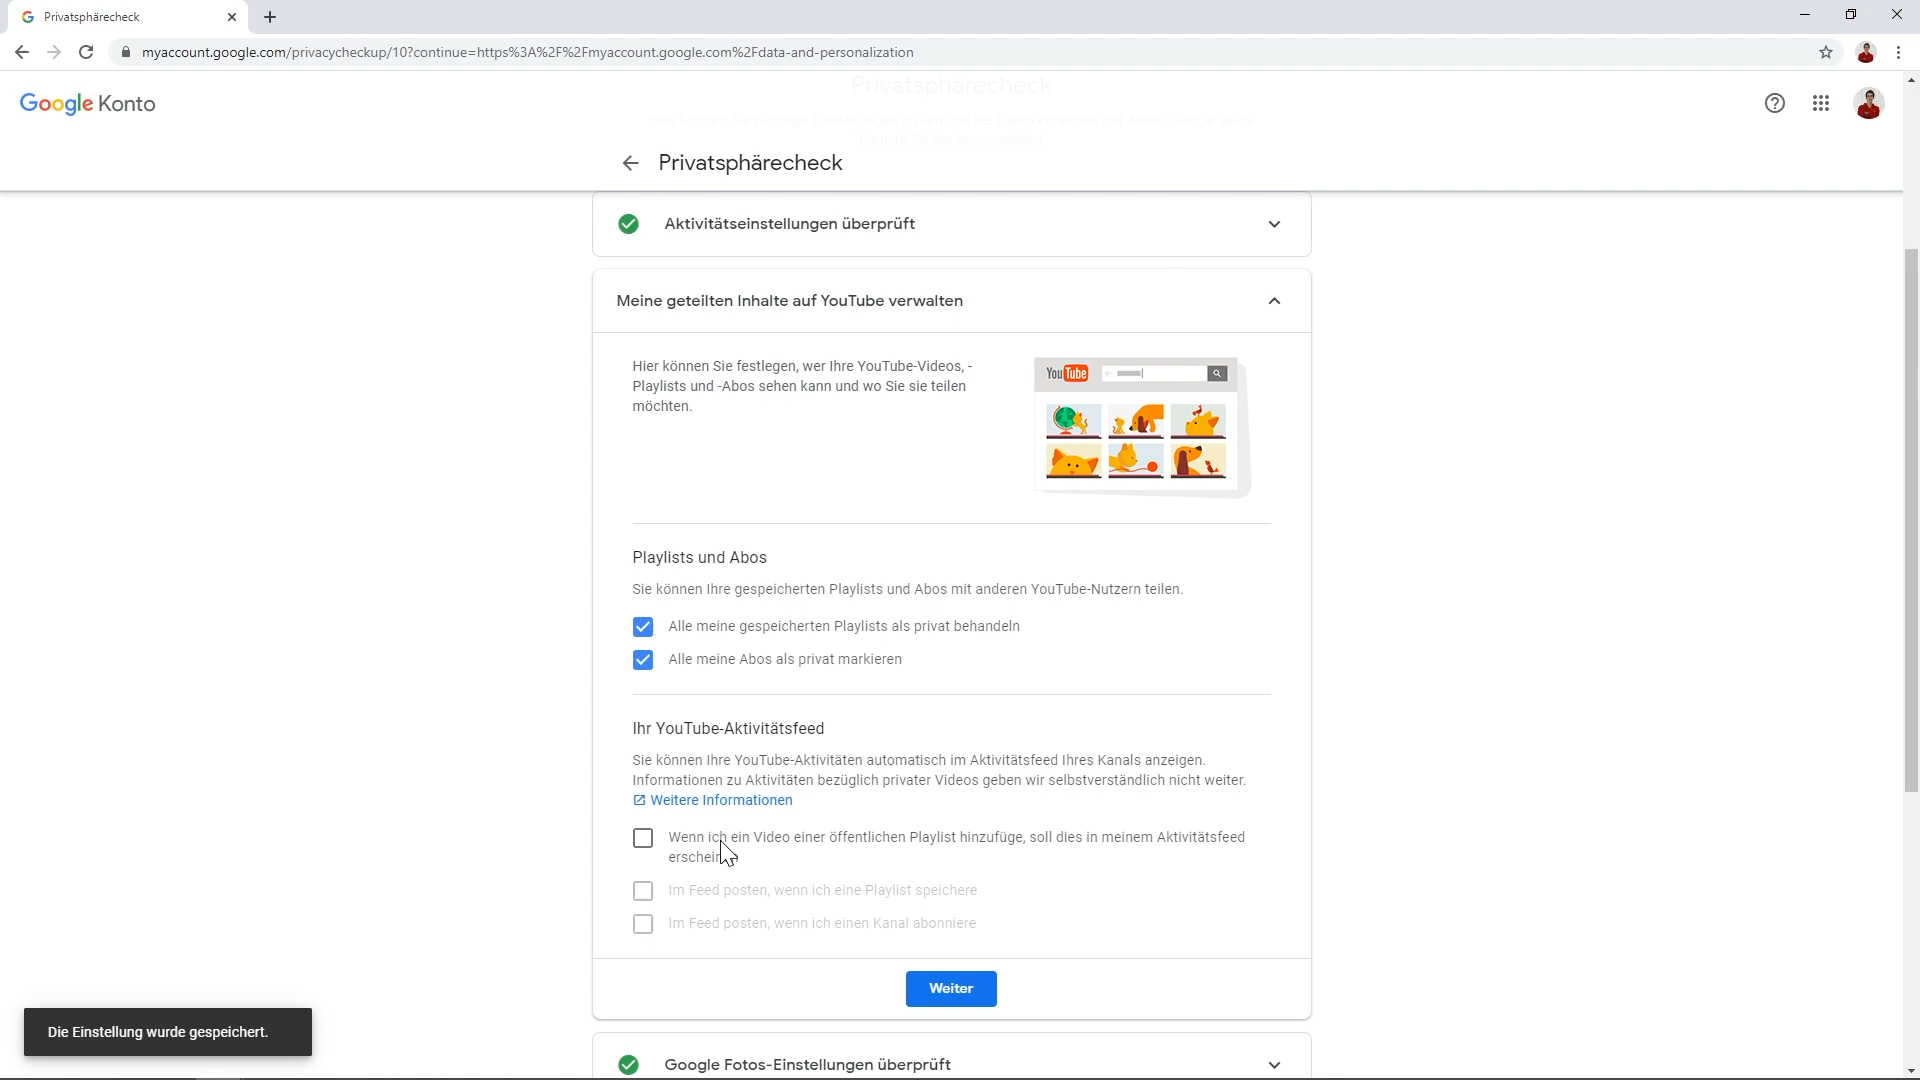 Privatsphärecheck
myaccount.google.com/privacycheckup/10?continue=https%3A%2F%2Fmyaccount.google.com%2Fdata-and-personalization
Privatsphärecheck
Google Konto
Privatsphärecheck
Aktivitätseinstellungen überprüft
Meine geteilten Inhalte auf YouTube verwalten
Hier können Sie festlegen, wer Ihre YouTube-Videos, -
Playlists und -Abos sehen kann und wo Sie sie teilen
möchten.
YouTube
Playlists und Abos
Sie können Ihre gespeicherten Playlists und Abos mit anderen YouTube-Nutzern teilen.
Alle meine gespeicherten Playlists als privat behandeln
Alle meine Abos als privat markieren
Ihr YouTube-Aktivitätsfeed
Sie können Ihre YouTube-Aktivitäten automatisch im Aktivitätsfeed Ihres Kanals anzeigen.
Informationen zu Aktivitäten bezüglich privater Videos geben wir selbstverständlich nicht weiter.
Weitere Informationen
Wenn ich ein Video einer öffentlichen Playlist hinzufüge, soll dies in meinem Aktivitätsfeed
Im Feed posten, wenn ich eine Playlist speichere
Im Feed posten, wenn ich einen Kanal abonniere
Weiter
Die Einstellung wurde gespeichert.
Google Fotos-Einstellungen überprüft